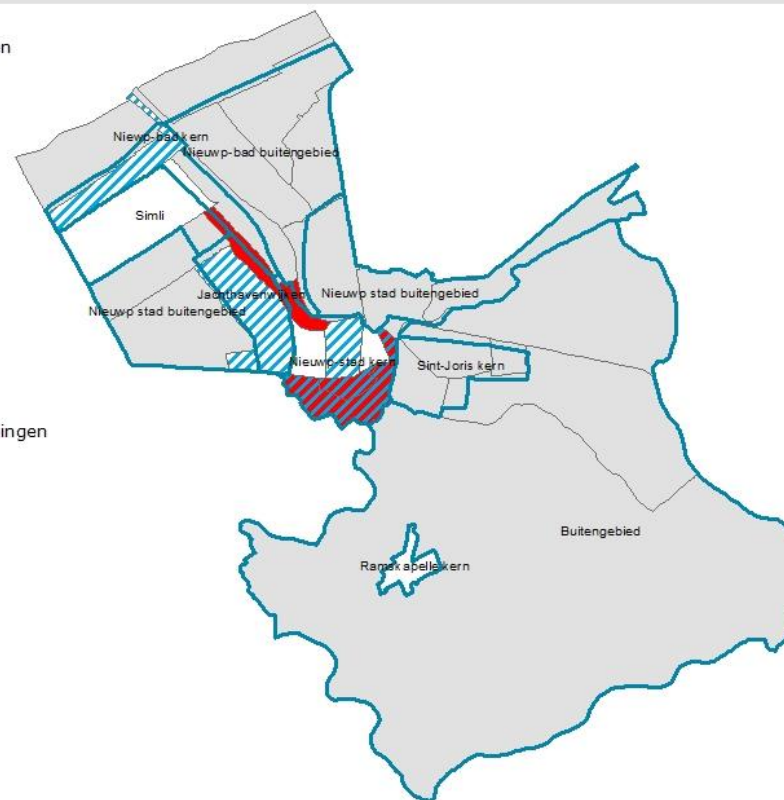 n
Niewp-bad kern
Nieuwp-bad buitengebied
Simli
Jachthavenwijken
Nieuwp stad buitengebied
Nieuwp stad buitengebied
Nieuwp-stad kern
Sint-Joris kern
ingen
Buitengebied
Ramskapelle kern